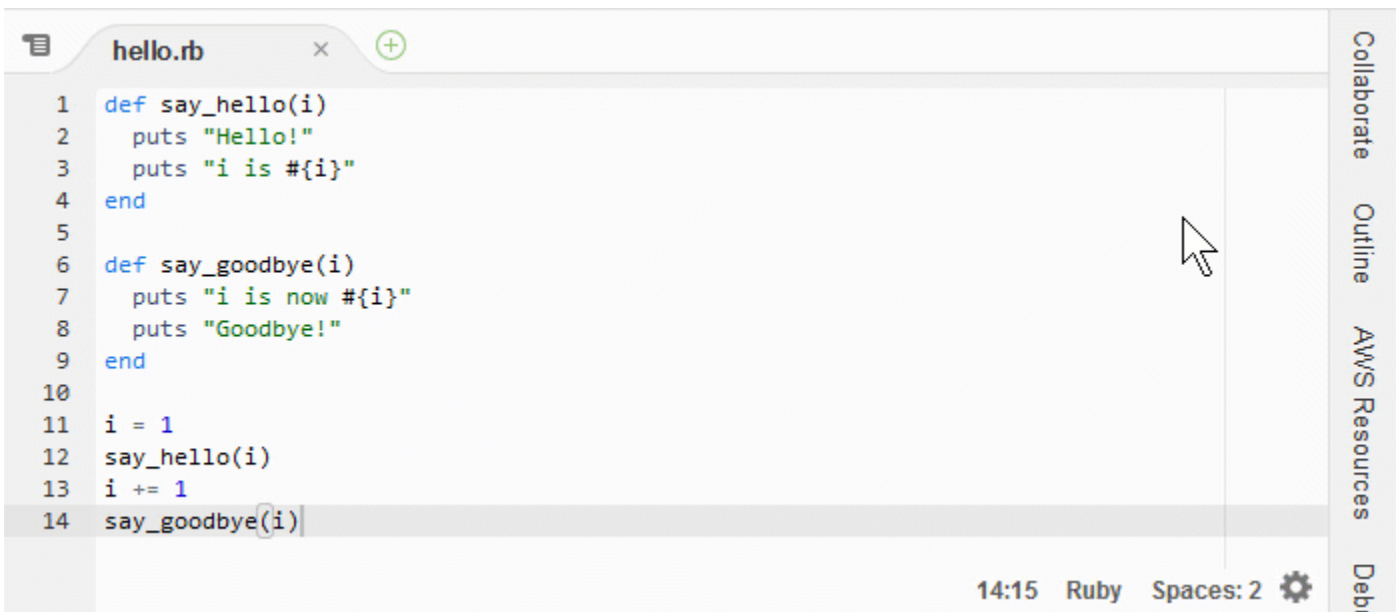 hello.rb
1 def say_hello(i)
2   puts "Hello!"
3   puts "i is #{i}"
4 end
5
6 def say_goodbye(i)
7   puts "i is now #{i}"
8   puts "Goodbye!"
9 end
10
11 i = 1
12 say_hello(i)
13 i += 1
14 say_goodbye(i)
14:15 Ruby Spaces: 2
Collaborate
Outline
AWS Resources